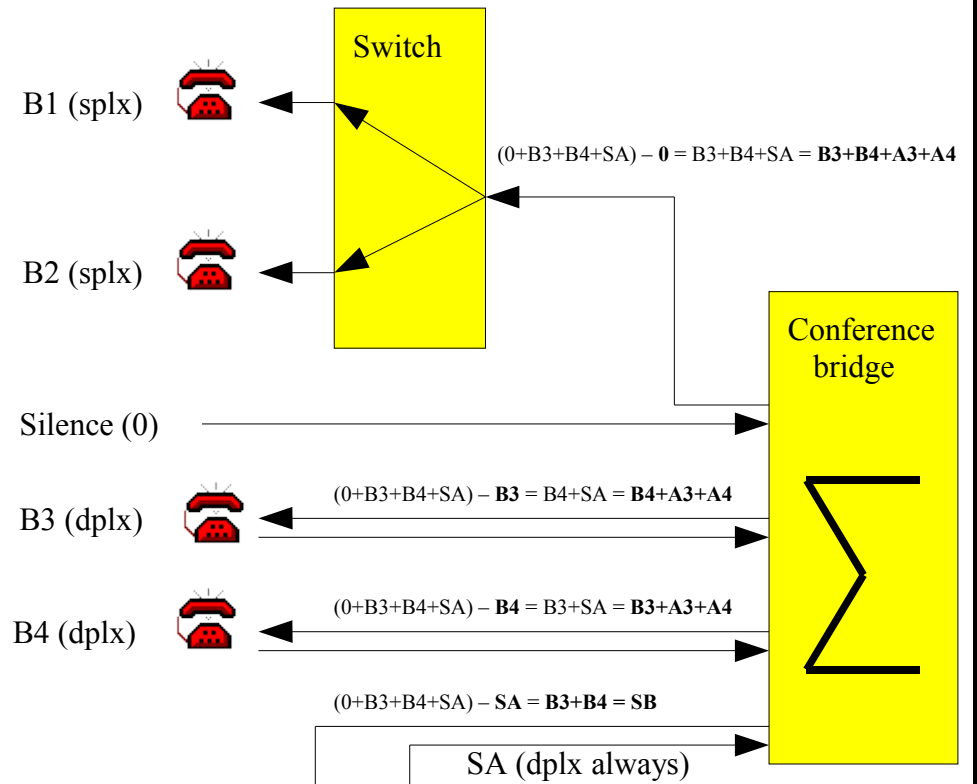 Switch
B1 (splx)
(0+B3+B4+SA) – 0 = B3+B4+SA = B3+B4+A3+A4
B2 (splx)
Conference
bridge
Silence (0)
(0+B3+B4+SA) – B3 = B4+SA = B4+A3+A4
B3 (dplx)
(0+B3+B4+SA) – B4 = B3+SA = B3+A3+A4
B4 (dplx)
(0+B3+B4+SA) – SA = B3+B4 = SB
SA (dplx always)